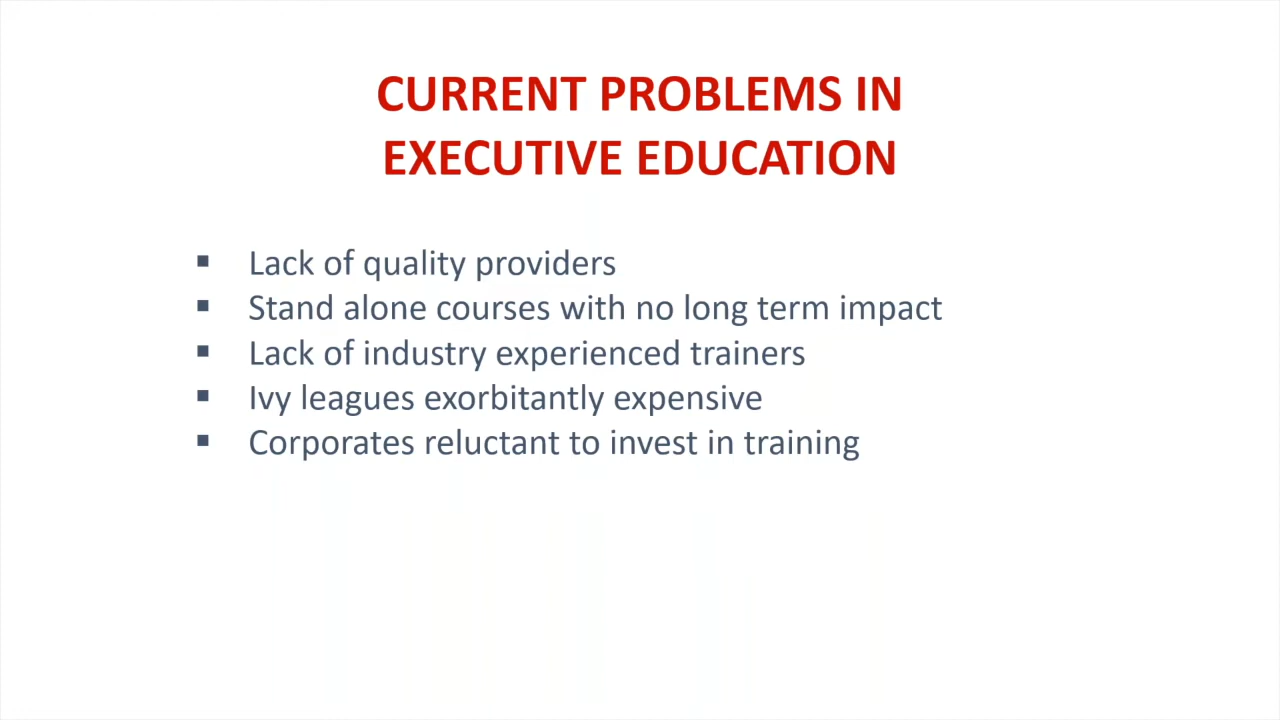 CURRENT PROBLEMS IN
EXECUTIVE EDUCATION
▪ Lack of quality providers
▪ Stand alone courses with no long term impact
▪ Lack of industry experienced trainers
▪ Ivy leagues exorbitantly expensive
▪ Corporates reluctant to invest in training